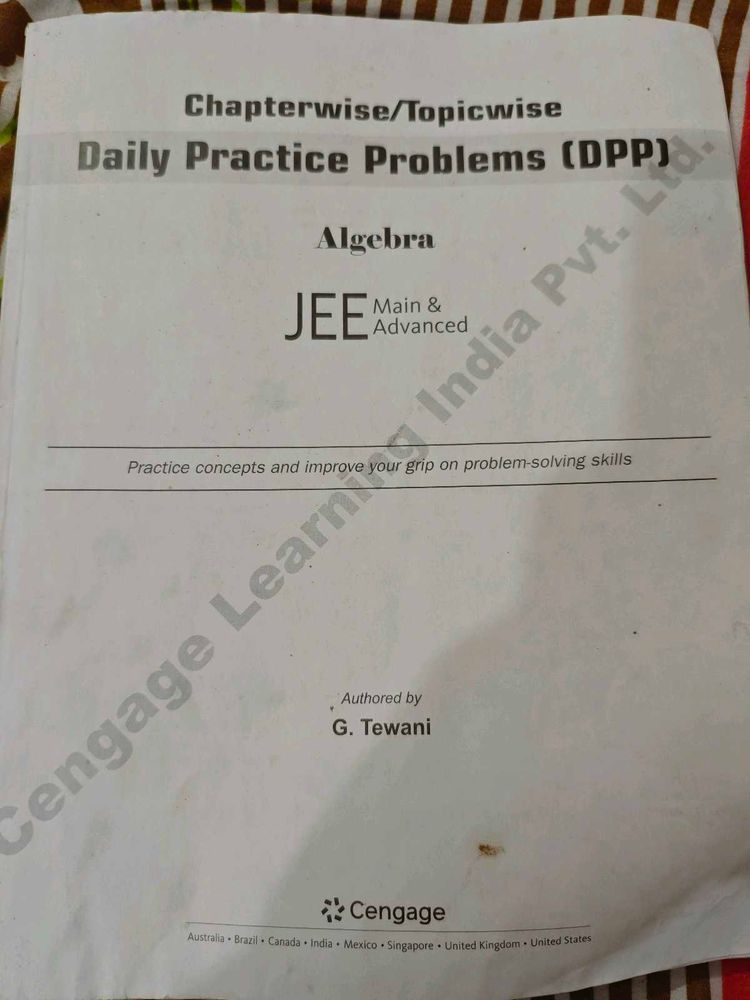 Chapterwise/Topicwise
Daily Practice Problems (DPP)
Algebra
JEE Main &
Advanced
Practice concepts and improve your grip on problem-solving skills
Cengage Learning India Pvt. Ltd.
Authored by
G. Tewani
Cengage
Australia • Brazil • Canada • India • Mexico • Singapore • United Kingdom • United States